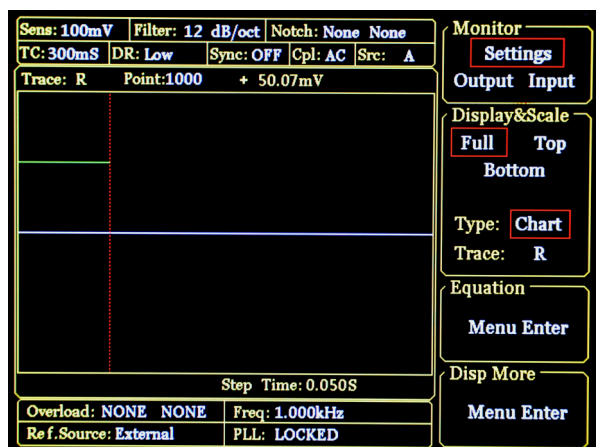 Sens: 100mV Filter: 12 dB/oct Notch: None None
TC: 300mS DR: Low Sync: OFF Cpl: AC Src: A
Trace: R Point:1000 + 50.07mV
Step Time: 0.050S
Overload: NONE NONE Freq: 1.000kHz
Ref.Source: External PLL: LOCKED
Monitor
Settings
Output Input
Display&Scale
Full Top
Bottom
Type: Chart
Trace: R
Equation
Menu Enter
Disp More
Menu Enter